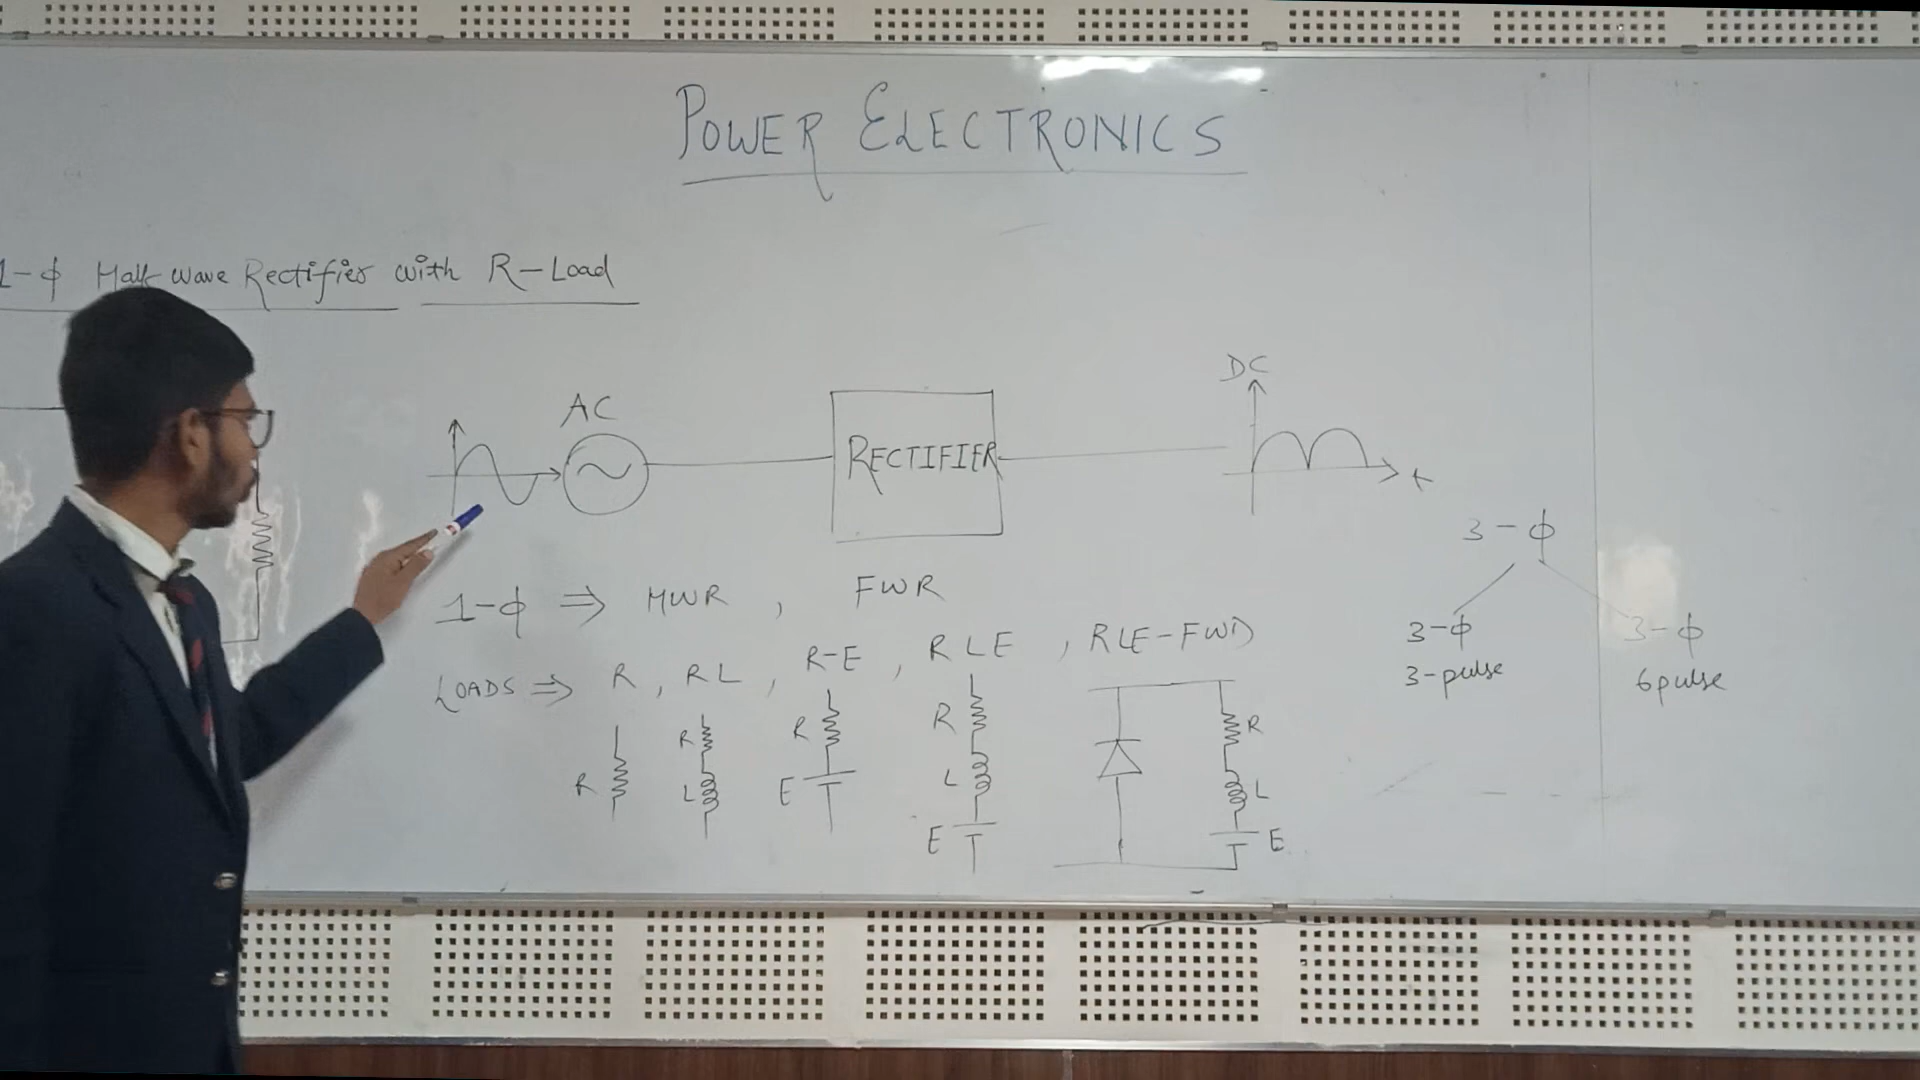 POWER ELECTRONICS
1-ϕ Half wave Rectifier with R-Load
DC
AC
RECTIFIER
t
3-ϕ
1-ϕ ⇒ HWR , FWR
3-ϕ 3-ϕ
3-pulse 6pulse
LOADS ⇒ R , RL , R-E , RLE , RLE-FWD
R R R R R
L E L L
E E